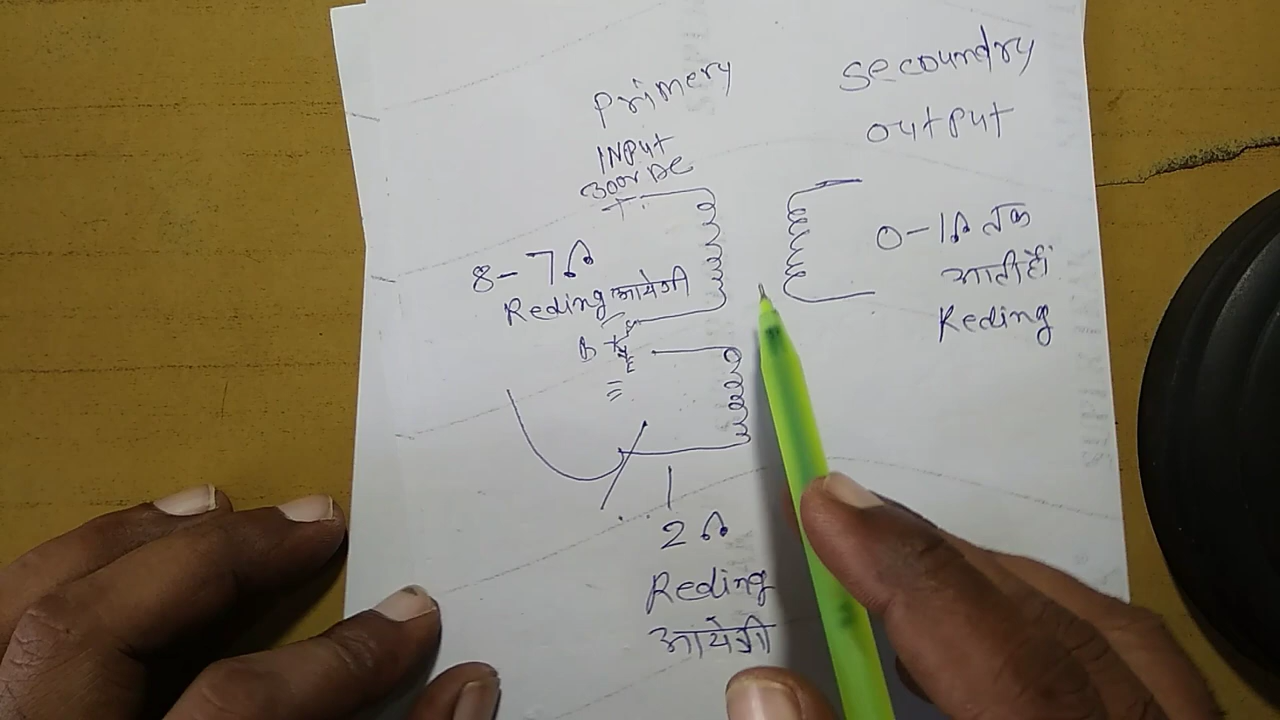 Primery
INPUT
300v DC
+
8-7Ω
Reding आयेगी
B
Secoundry
output
0-1Ω तक
आती हैं
Reding
2Ω
Reding
आयेगी